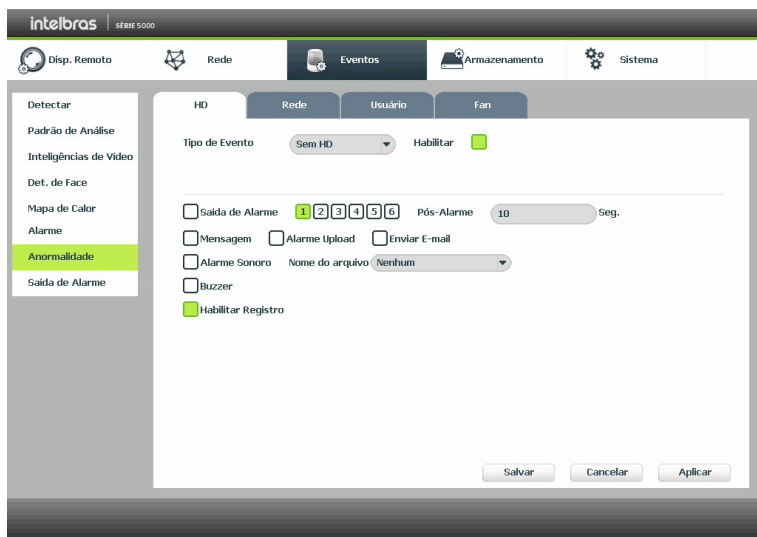 intelbras SÉRIE 5000
Disp. Remoto Rede Eventos Armazenamento Sistema
Detectar
Padrão de Análise
Inteligências de Vídeo
Det. de Face
Mapa de Calor
Alarme
Anormalidade
Saída de Alarme
HD Rede Usuário Fan
Tipo de Evento Sem HD Habilitar
Saída de Alarme 1 2 3 4 5 6 Pós-Alarme 10 Seg.
Mensagem Alarme Upload Enviar E-mail
Alarme Sonoro Nome do arquivo Nenhum
Buzzer
Habilitar Registro
Salvar Cancelar Aplicar